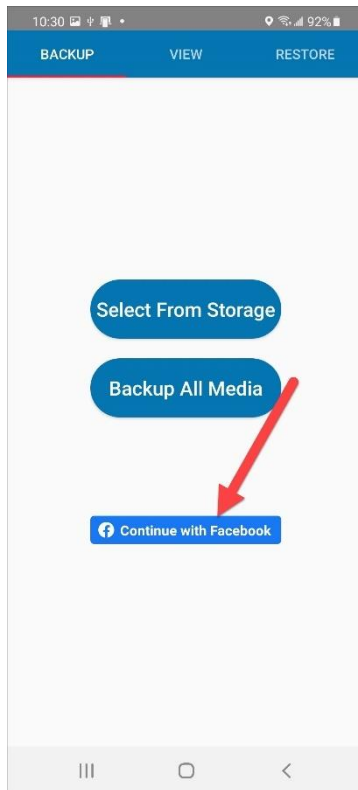 10:30 92%
BACKUP VIEW RESTORE
Select From Storage
Backup All Media
Continue with Facebook